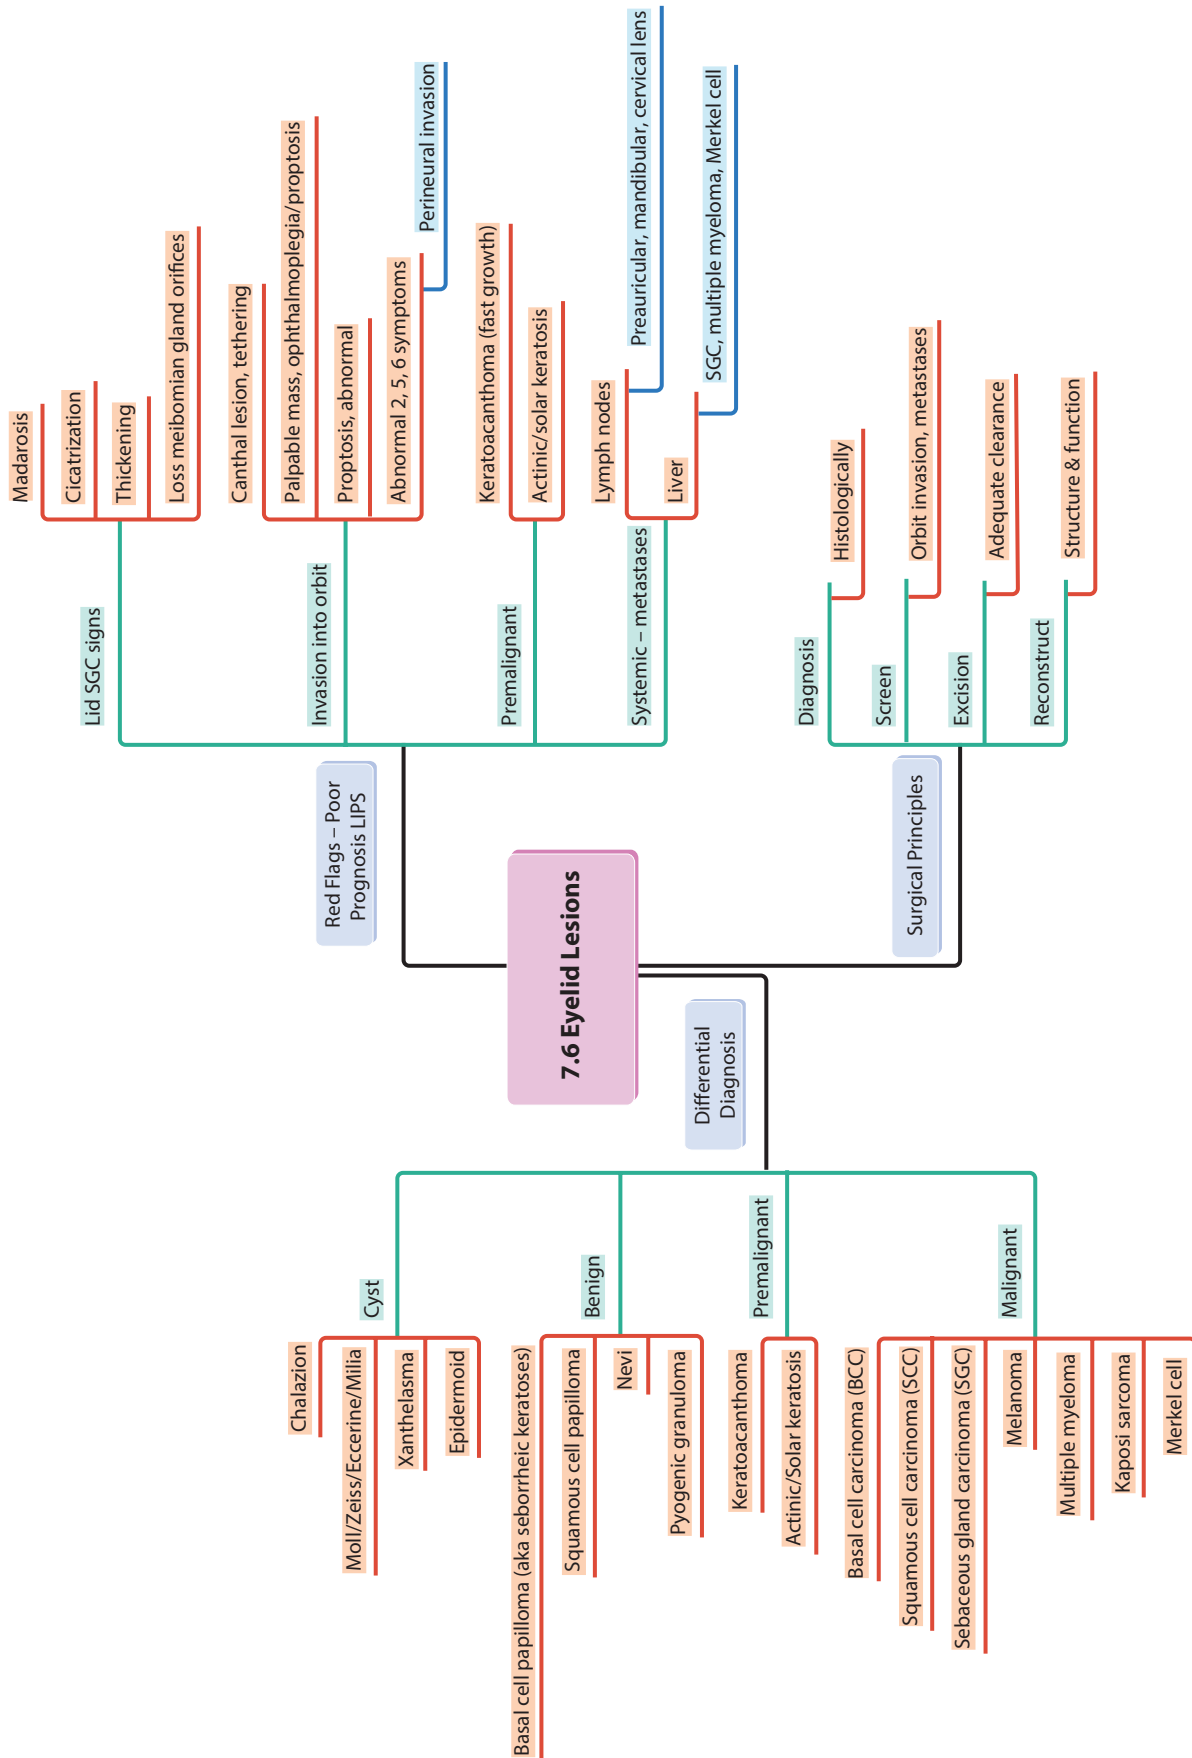 7.6 Eyelid Lesions
Differential
Diagnosis
Cyst
Chalazion
Moll/Zeiss/Eccerine/Milia
Xanthelasma
Epidermoid
Benign
Basal cell papilloma (aka seborrheic keratoses)
Squamous cell papilloma
Nevi
Pyogenic granuloma
Premalignant
Keratoacanthoma
Actinic/Solar keratosis
Malignant
Basal cell carcinoma (BCC)
Squamous cell carcinoma (SCC)
Sebaceous gland carcinoma (SGC)
Melanoma
Multiple myeloma
Kaposi sarcoma
Merkel cell
Red Flags – Poor
Prognosis LIPS
Lid SGC signs
Madarosis
Cicatrization
Thickening
Loss meibomian gland orifices
Invasion into orbit
Canthal lesion, tethering
Palpable mass, ophthalmoplegia/proptosis
Proptosis, abnormal
Abnormal 2, 5, 6 symptoms
Perineural invasion
Premalignant
Keratoacanthoma (fast growth)
Actinic/solar keratosis
Systemic – metastases
Lymph nodes
Preauricular, mandibular, cervical lens
Liver
SGC, multiple myeloma, Merkel cell
Surgical Principles
Diagnosis
Histologically
Screen
Orbit invasion, metastases
Excision
Adequate clearance
Reconstruct
Structure & function